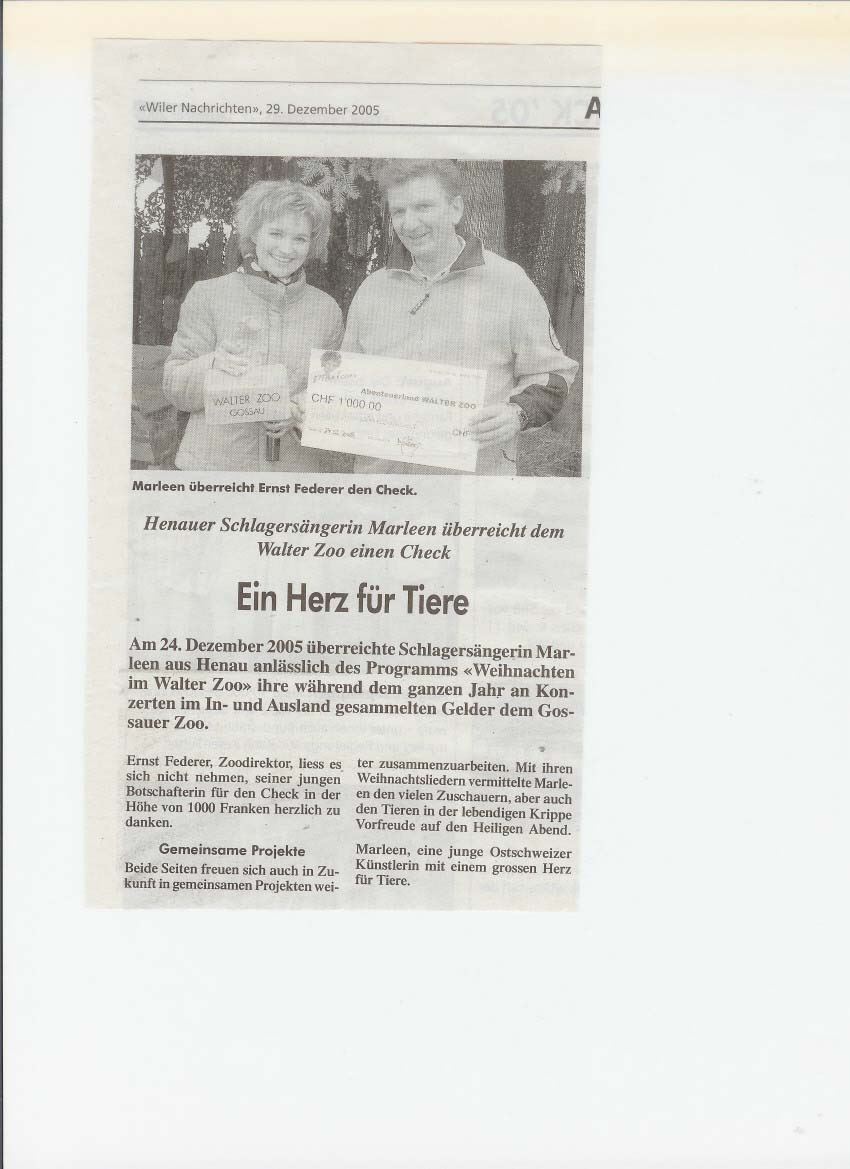 «Wiler Nachrichten», 29. Dezember 2005
A
WALTER ZOO
GOSSAU
Marleen
Abenteuerland WALTER ZOO
CHF 1'000.00
CHF
Marleen überreicht Ernst Federer den Check.
Henauer Schlagersängerin Marleen überreicht dem
Walter Zoo einen Check
Ein Herz für Tiere
Am 24. Dezember 2005 überreichte Schlagersängerin Mar-
leen aus Henau anlässlich des Programms «Weihnachten
im Walter Zoo» ihre während dem ganzen Jahr an Kon-
zerten im In- und Ausland gesammelten Gelder dem Gos-
sauer Zoo.
Ernst Federer, Zoodirektor, liess es
sich nicht nehmen, seiner jungen
Botschafterin für den Check in der
Höhe von 1000 Franken herzlich zu
danken.
Gemeinsame Projekte
Beide Seiten freuen sich auch in Zu-
kunft in gemeinsamen Projekten wei-
ter zusammenzuarbeiten. Mit ihren
Weihnachtsliedern vermittelte Marle-
en den vielen Zuschauern, aber auch
den Tieren in der lebendigen Krippe
Vorfreude auf den Heiligen Abend.
Marleen, eine junge Ostschweizer
Künstlerin mit einem grossen Herz
für Tiere.